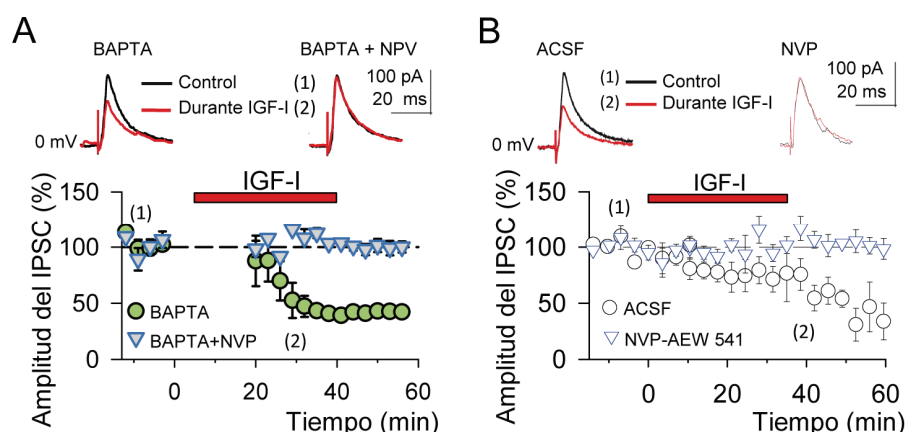 A
BAPTA
BAPTA + NPV
Control
(1)
Durante IGF-I
(2)
100 pA
20 ms
0 mV
IGF-I
Amplitud del IPSC (%)
150
100
50
0
(1)
BAPTA
BAPTA+NVP
(2)
0
20
40
60
Tiempo (min)
B
ACSF
NVP
(1)
Control
(2)
Durante IGF-I
100 pA
20 ms
0 mV
IGF-I
Amplitud del IPSC (%)
150
100
50
0
(1)
ACSF
NVP-AEW 541
(2)
0
20
40
60
Tiempo (min)